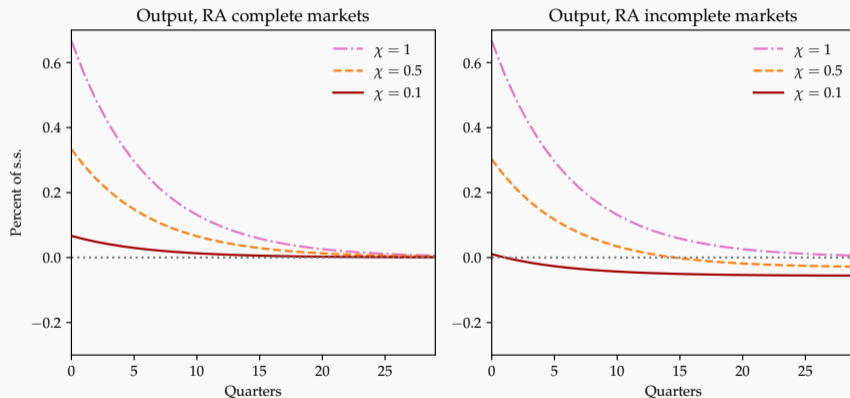 Output, RA complete markets
Percent of s.s.
0.6
0.4
0.2
0.0
−0.2
χ = 1
χ = 0.5
χ = 0.1
0 5 10 15 20 25
Quarters
Output, RA incomplete markets
0.6
0.4
0.2
0.0
−0.2
χ = 1
χ = 0.5
χ = 0.1
0 5 10 15 20 25
Quarters